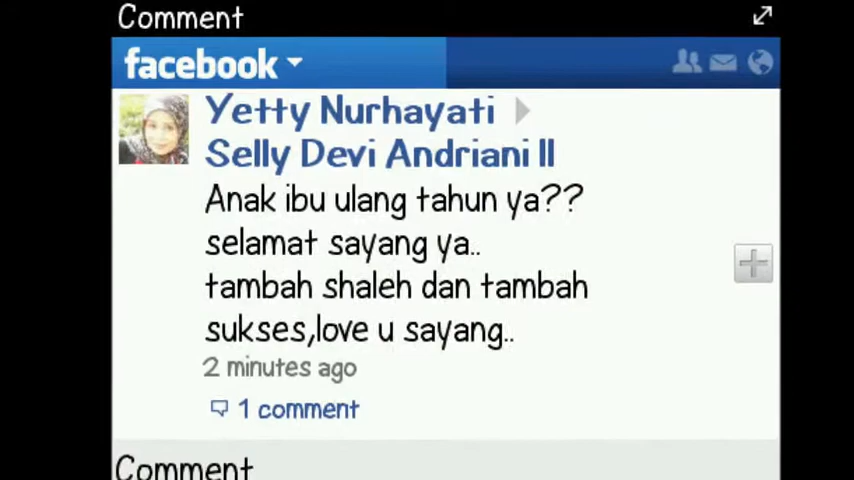 Comment
facebook
Yetty Nurhayati
Selly Devi Andriani II
Anak ibu ulang tahun ya??
selamat sayang ya..
tambah shaleh dan tambah
sukses,love u sayang..
2 minutes ago
1 comment
Comment